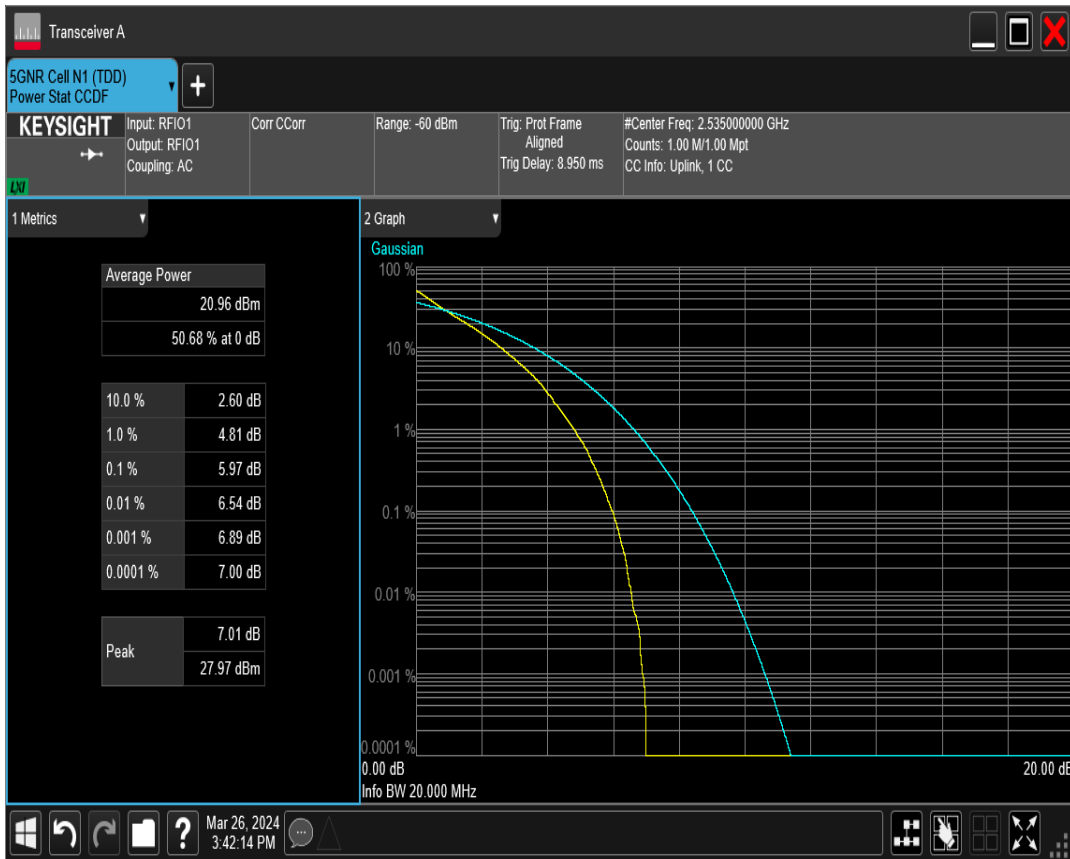 Transceiver A
5GNR Cell N1 (TDD)
Power Stat CCDF
+
KEYSIGHT
LXI
Input: RFIO1
Output: RFIO1
Coupling: AC
Corr CCorr
Range: -60 dBm
Trig: Prot Frame
Aligned
Trig Delay: 8.950 ms
#Center Freq: 2.535000000 GHz
Counts: 1.00 M/1.00 Mpt
CC Info: Uplink, 1 CC
1 Metrics
Average Power
20.96 dBm
50.68 % at 0 dB
10.0 % 2.60 dB
1.0 % 4.81 dB
0.1 % 5.97 dB
0.01 % 6.54 dB
0.001 % 6.89 dB
0.0001 % 7.00 dB
Peak
7.01 dB
27.97 dBm
2 Graph
Gaussian
100 %
10 %
1 %
0.1 %
0.01 %
0.001 %
0.0001 %
0.00 dB 20.00 dB
Info BW 20.000 MHz
?
Mar 26, 2024
3:42:14 PM